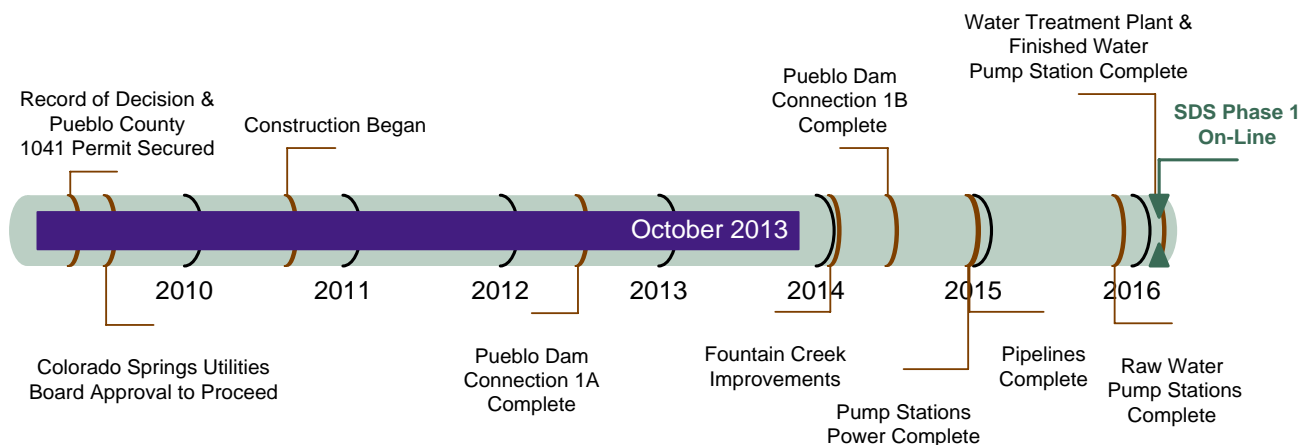 Water Treatment Plant &
Finished Water
Pump Station Complete
Pueblo Dam
Connection 1B
Complete
Record of Decision &
Pueblo County
1041 Permit Secured
Construction Began
SDS Phase 1
On-Line
October 2013
2010
2011
2012
2013
2014
2015
2016
Colorado Springs Utilities
Board Approval to Proceed
Pueblo Dam
Connection 1A
Complete
Fountain Creek
Improvements
Pump Stations
Power Complete
Pipelines
Complete
Raw Water
Pump Stations
Complete